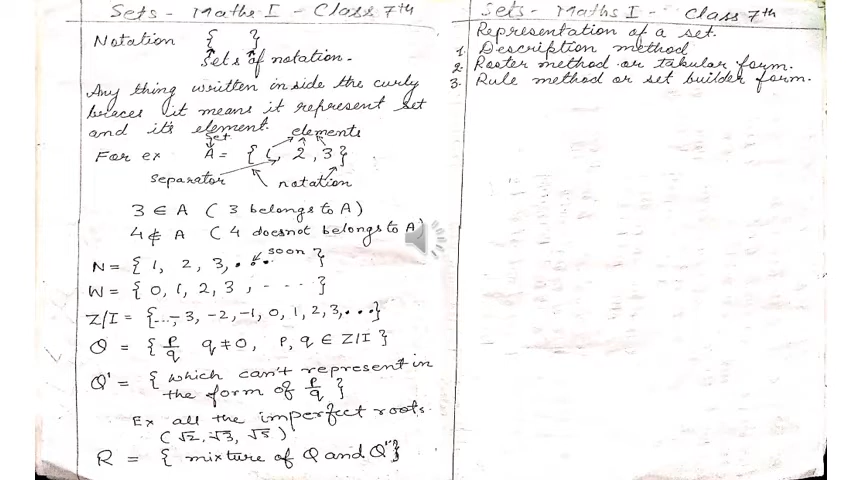 Sets - Maths I - Class 7th
Notation { }
Sets of notation.
Any thing written inside the curly
braces it means it represent set
and its element.
set elements
For ex A = { 1, 2, 3 }
separator notation
3 ∈ A ( 3 belongs to A)
4 ∉ A ( 4 doesnot belongs to A)
soon
N = { 1, 2, 3, . . . }
W = { 0, 1, 2, 3, - - - - }
Z/I = {...,-3, -2, -1, 0, 1, 2, 3, ...}
Q = { p/q q ≠ 0, p, q ∈ Z/I }
Q' = { which can't represent in
the form of p/q }
Ex all the imperfect roots.
( √2, √3, √5 )
R = { mixture of Q and Q' }
Sets - Maths I - Class 7th
Representation of a set.
1. Description method
2. Roster method or tabular form.
3. Rule method or set builder form.